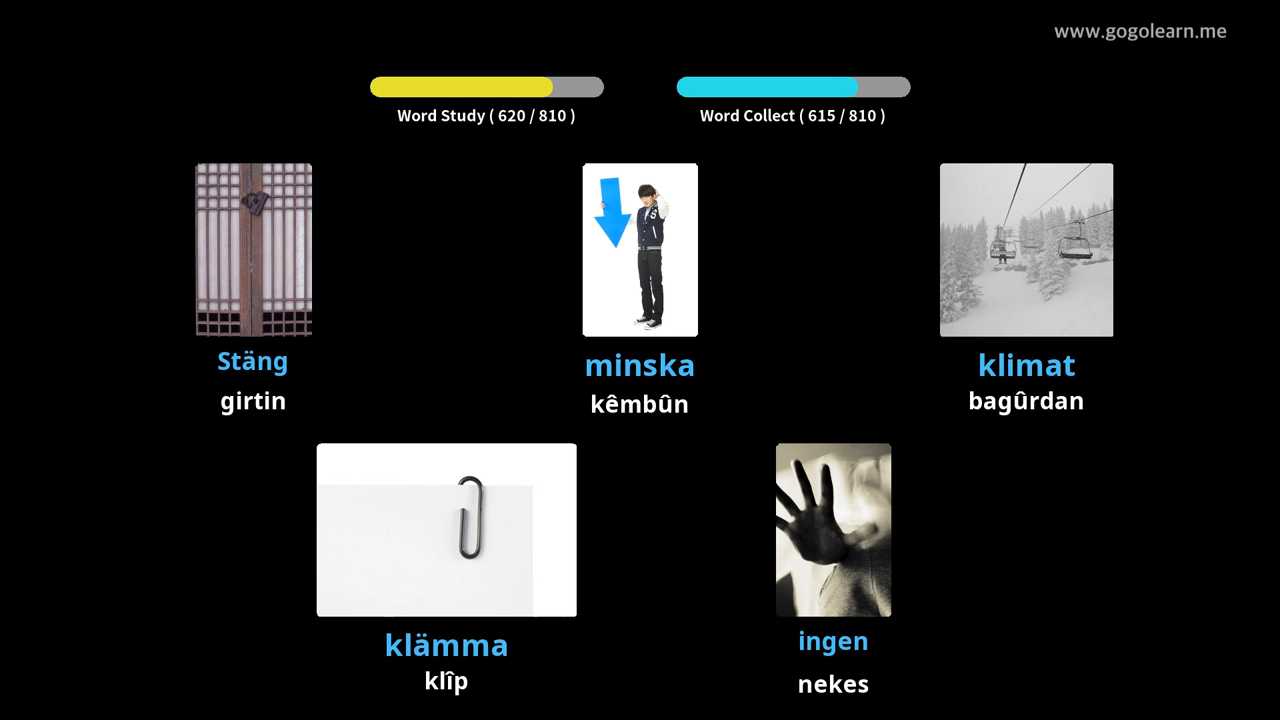 www.gogolearn.me
Word Study ( 620 / 810 )
Word Collect ( 615 / 810 )
Stäng
girtin
minska
kêmbûn
klimat
bagûrdan
klämma
klîp
ingen
nekes